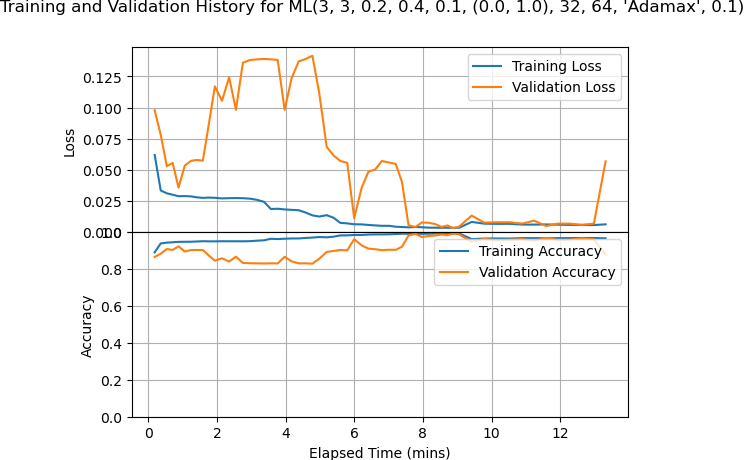 Training and Validation History for ML(3, 3, 0.2, 0.4, 0.1, (0.0, 1.0), 32, 64, 'Adamax', 0.1)
Training Loss
Validation Loss
Loss
0.125
0.100
0.075
0.050
0.025
0.000
1.0
Training Accuracy
Validation Accuracy
Accuracy
0.8
0.6
0.4
0.2
0.0
0 2 4 6 8 10 12
Elapsed Time (mins)